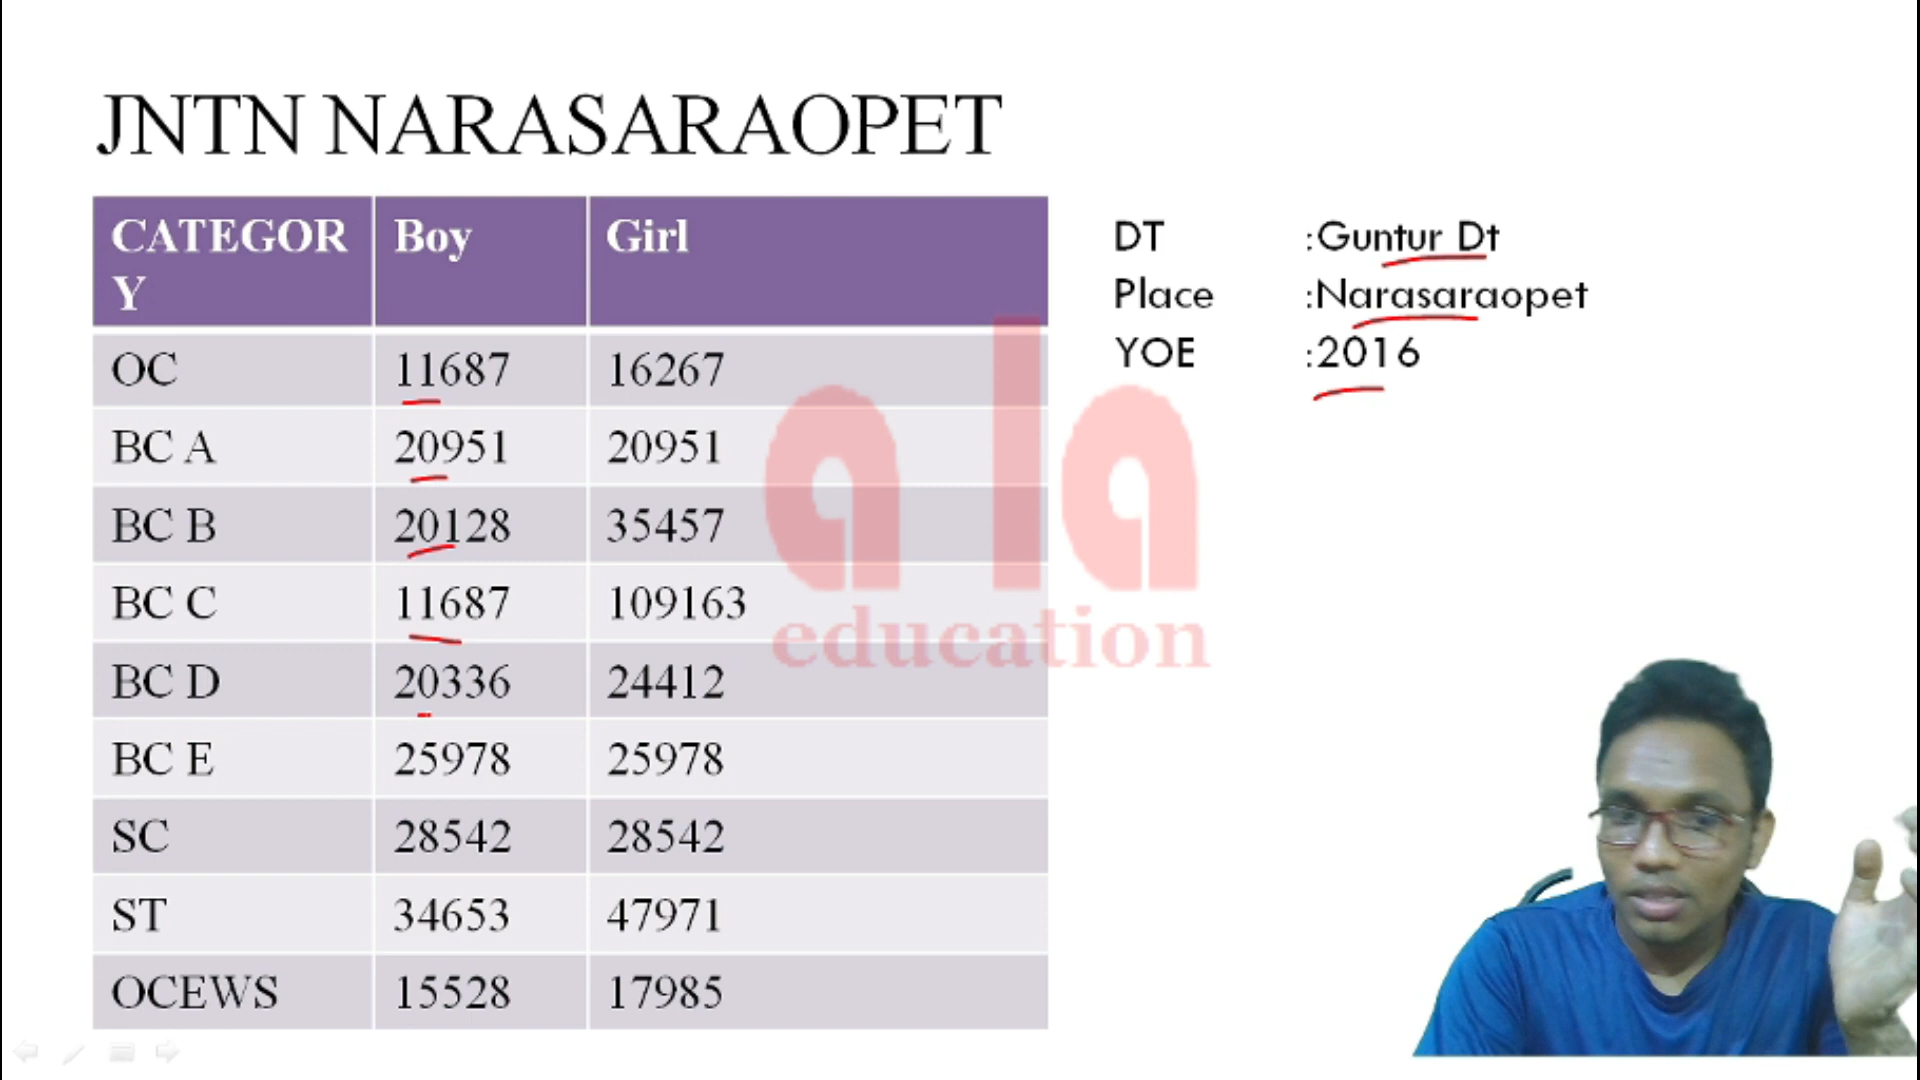 JNTN NARASARAOPET
CATEGOR
Y
Boy
Girl
OC 11687 16267
BC A 20951 20951
BC B 20128 35457
BC C 11687 109163
BC D 20336 24412
BC E 25978 25978
SC 28542 28542
ST 34653 47971
OCEWS 15528 17985
DT :Guntur Dt
Place :Narasaraopet
YOE :2016
ala
education